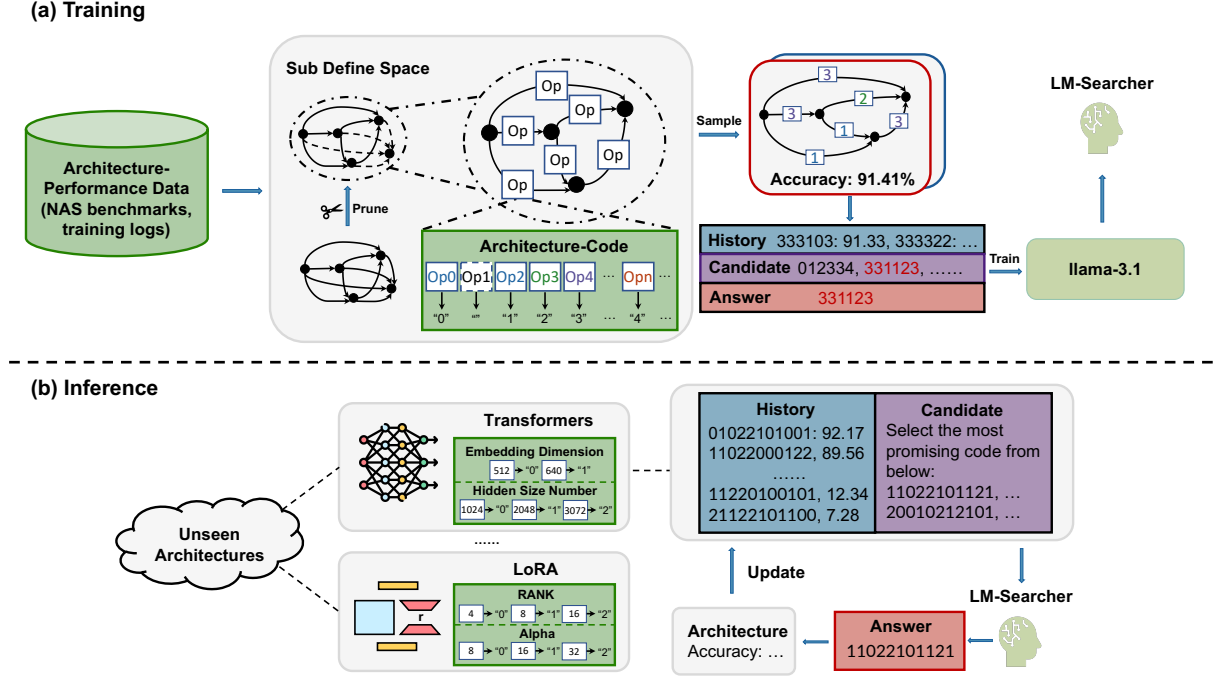 (a) Training
Architecture-
Performance Data
(NAS benchmarks,
training logs)
Sub Define Space
Prune
Op
Op
Op
Op
Op
Op
Architecture-Code
Op0 Op1 Op2 Op3 Op4 ... Opn ...
“0” “” “1” “2” “3” ... “4” ...
Sample
3
2
3
3
1
1
Accuracy: 91.41%
History 333103: 91.33, 333322: ...
Candidate 012334, 331123, ......
Answer 331123
Train
llama-3.1
LM-Searcher
(b) Inference
Unseen
Architectures
Transformers
Embedding Dimension
512 “0” 640 “1”
Hidden Size Number
1024 “0” 2048 “1” 3072 “2”
......
LoRA
r
RANK
4 “0” 8 “1” 16 “2”
Alpha
8 “0” 16 “1” 32 “2”
History
01022101001: 92.17
11022000122, 89.56
......
11220100101, 12.34
21122101100, 7.28
Candidate
Select the most
promising code from
below:
11022101121, ...
20010212101, ...
Update
LM-Searcher
Answer
11022101121
Architecture
Accuracy: ...